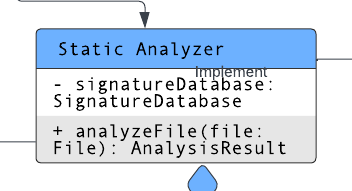 Static Analyzer
Implement
- signatureDatabase:
SignatureDatabase
+ analyzeFile(file:
File): AnalysisResult